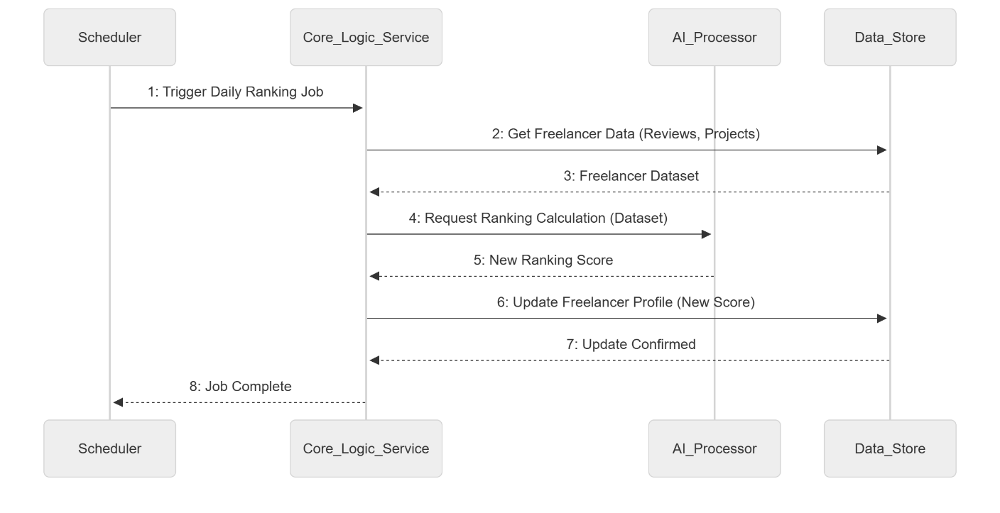 Scheduler
Core_Logic_Service
AI_Processor
Data_Store
1: Trigger Daily Ranking Job
2: Get Freelancer Data (Reviews, Projects)
3: Freelancer Dataset
4: Request Ranking Calculation (Dataset)
5: New Ranking Score
6: Update Freelancer Profile (New Score)
7: Update Confirmed
8: Job Complete
Scheduler
Core_Logic_Service
AI_Processor
Data_Store